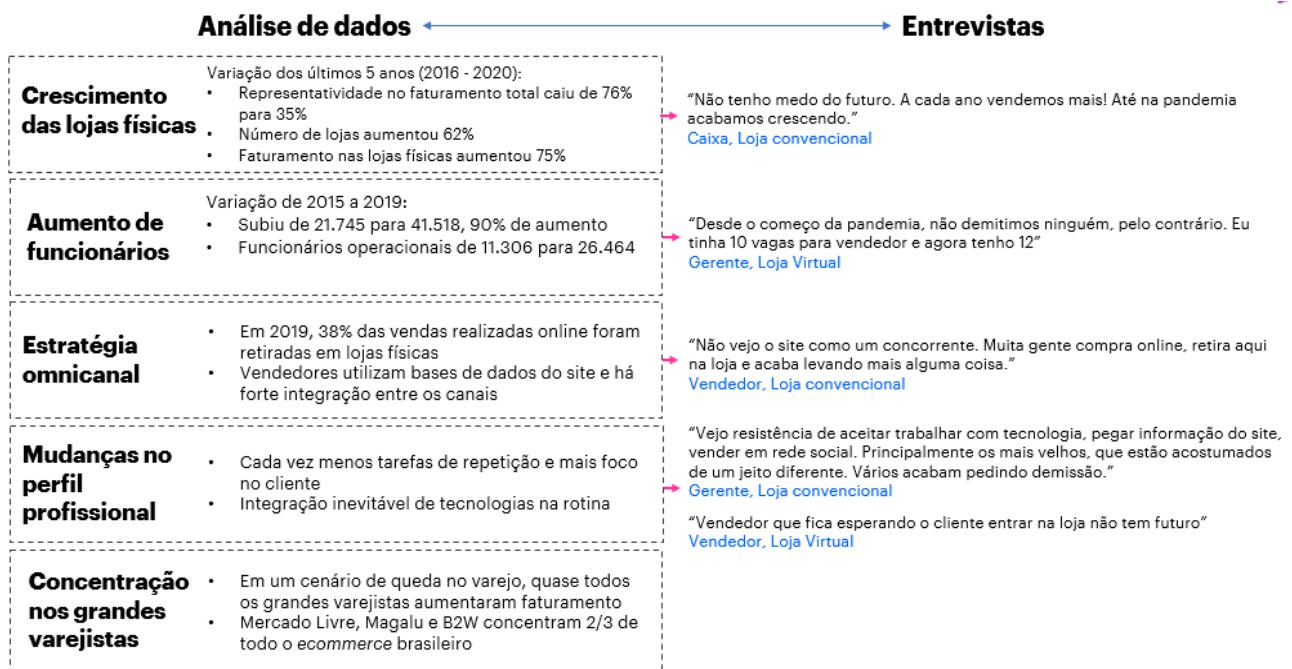 Análise de dados
Entrevistas
Crescimento
das lojas físicas
Variação dos últimos 5 anos (2016 - 2020):
• Representatividade no faturamento total caiu de 76%
para 35%
• Número de lojas aumentou 62%
• Faturamento nas lojas físicas aumentou 75%
“Não tenho medo do futuro. A cada ano vendemos mais! Até na pandemia
acabamos crescendo.”
Caixa, Loja convencional
Aumento de
funcionários
Variação de 2015 a 2019:
• Subiu de 21.745 para 41.518, 90% de aumento
• Funcionários operacionais de 11.306 para 26.464
“Desde o começo da pandemia, não demitimos ninguém, pelo contrário. Eu
tinha 10 vagas para vendedor e agora tenho 12”
Gerente, Loja Virtual
Estratégia
omnicanal
• Em 2019, 38% das vendas realizadas online foram
retiradas em lojas físicas
• Vendedores utilizam bases de dados do site e há
forte integração entre os canais
“Não vejo o site como um concorrente. Muita gente compra online, retira aqui
na loja e acaba levando mais alguma coisa.”
Vendedor, Loja convencional
Mudanças no
perfil
profissional
• Cada vez menos tarefas de repetição e mais foco
no cliente
• Integração inevitável de tecnologias na rotina
“Vejo resistência de aceitar trabalhar com tecnologia, pegar informação do site,
vender em rede social. Principalmente os mais velhos, que estão acostumados
de um jeito diferente. Vários acabam pedindo demissão.”
Gerente, Loja convencional
“Vendedor que fica esperando o cliente entrar na loja não tem futuro”
Vendedor, Loja Virtual
Concentração
nos grandes
varejistas
• Em um cenário de queda no varejo, quase todos
os grandes varejistas aumentaram faturamento
• Mercado Livre, Magalu e B2W concentram 2/3 de
todo o ecommerce brasileiro